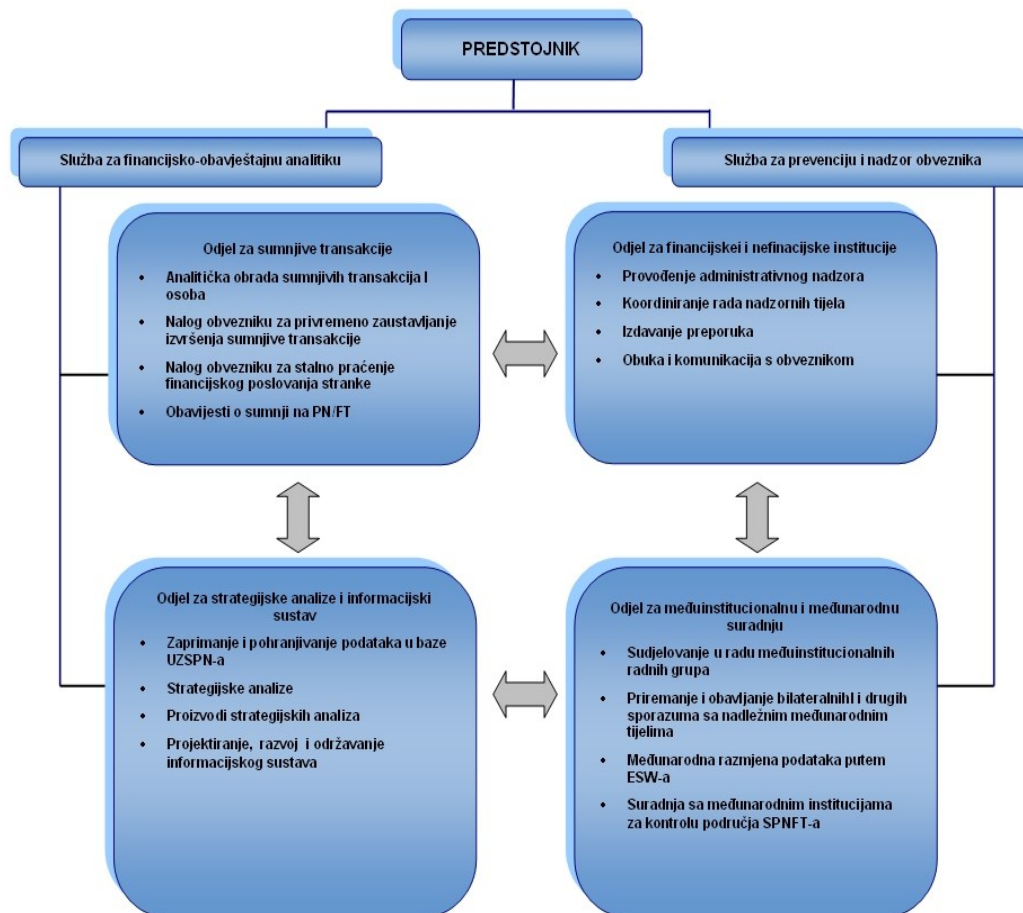 PREDSTOJNIK
Služba za financijsko-obavještajnu analitiku
Služba za prevenciju i nadzor obveznika
Odjel za sumnjive transakcije
• Analitička obrada sumnjivih transakcija I
osoba
• Nalog obvezniku za privremeno zaustavljanje
izvršenja sumnjive transakcije
• Nalog obvezniku za stalno praćenje
financijskog poslovanja stranke
• Obavijesti o sumnji na PN/FT
Odjel za financijskei i nefinacijske institucije
• Provođenje administrativnog nadzora
• Koordiniranje rada nadzornih tijela
• Izdavanje preporuka
• Obuka i komunikacija s obveznikom
Odjel za strategijske analize i informacijski
sustav
• Zaprimanje i pohranjivanje podataka u baze
UZSPN-a
• Strategijske analize
• Proizvodi strategijskih analiza
• Projektiranje, razvoj i održavanje
informacijskog sustava
Odjel za međuinstitucionalnu i međunarodnu
suradnju
• Sudjelovanje u radu međuinstitucionalnih
radnih grupa
• Priremanje i obavljanje bilateralnihI i drugih
sporazuma sa nadležnim međunarodnim
tijelima
• Međunarodna razmjena podataka putem
ESW-a
• Suradnja sa međunarodnim institucijama
za kontrolu područja SPNFT-a